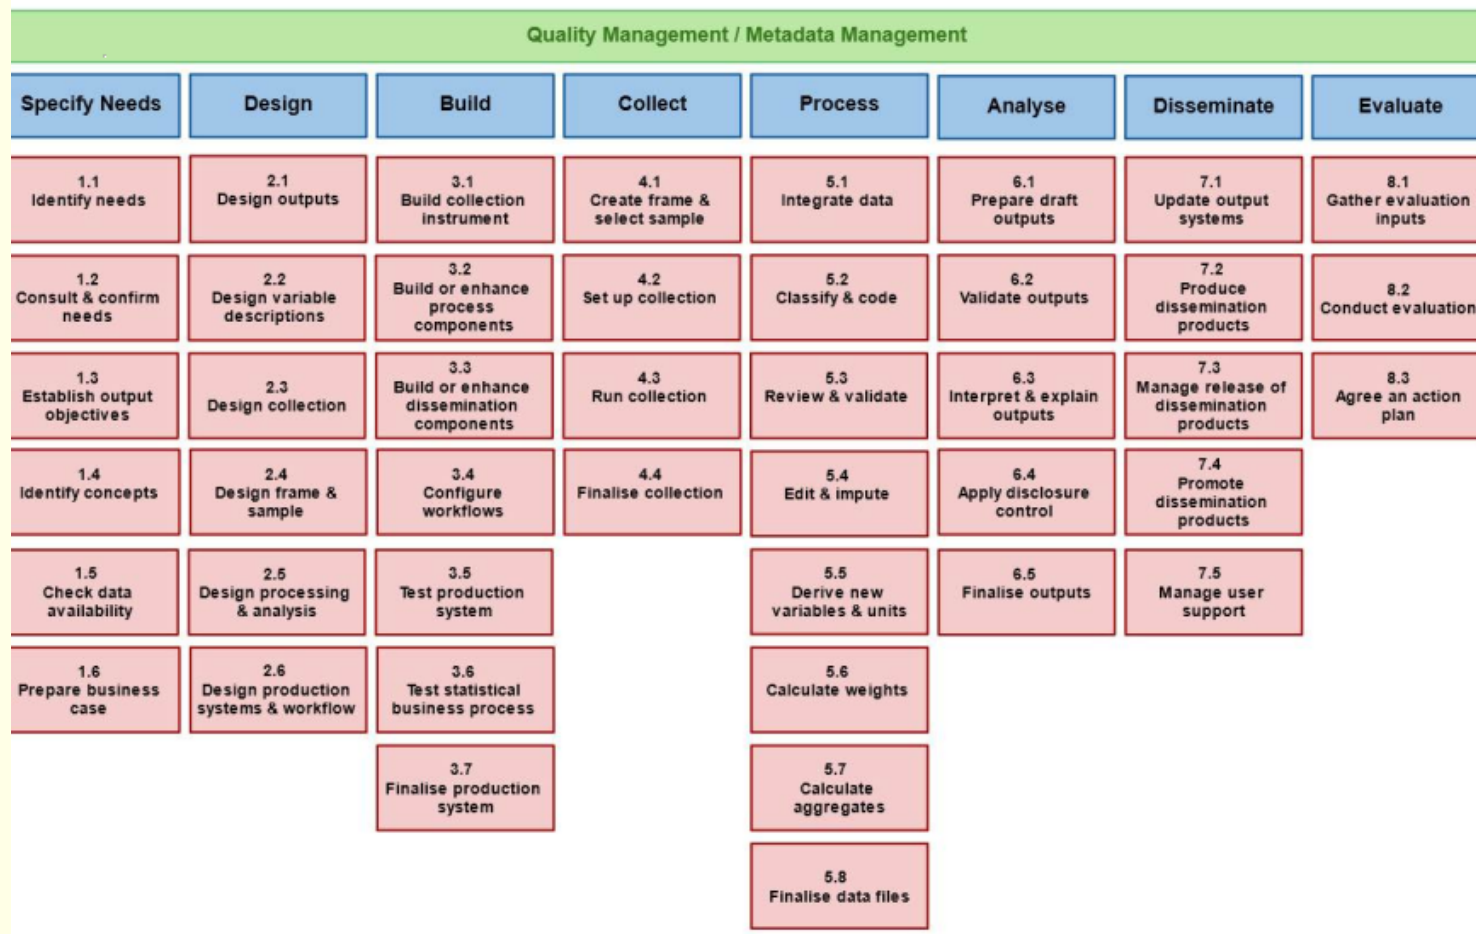 Quality Management / Metadata Management
Specify Needs
Design
Build
Collect
Process
Analyse
Disseminate
Evaluate
1.1
Identify needs
1.2
Consult & confirm
needs
1.3
Establish output
objectives
1.4
Identify concepts
1.5
Check data
availability
1.6
Prepare business
case
2.1
Design outputs
2.2
Design variable
descriptions
2.3
Design collection
2.4
Design frame &
sample
2.5
Design processing
& analysis
2.6
Design production
systems & workflow
3.1
Build collection
instrument
3.2
Build or enhance
process
components
3.3
Build or enhance
dissemination
components
3.4
Configure
workflows
3.5
Test production
system
3.6
Test statistical
business process
3.7
Finalise production
system
4.1
Create frame &
select sample
4.2
Set up collection
4.3
Run collection
4.4
Finalise collection
5.1
Integrate data
5.2
Classify & code
5.3
Review & validate
5.4
Edit & impute
5.5
Derive new
variables & units
5.6
Calculate weights
5.7
Calculate
aggregates
5.8
Finalise data files
6.1
Prepare draft
outputs
6.2
Validate outputs
6.3
Interpret & explain
outputs
6.4
Apply disclosure
control
6.5
Finalise outputs
7.1
Update output
systems
7.2
Produce
dissemination
products
7.3
Manage release of
dissemination
products
7.4
Promote
dissemination
products
7.5
Manage user
support
8.1
Gather evaluation
inputs
8.2
Conduct evaluation
8.3
Agree an action
plan